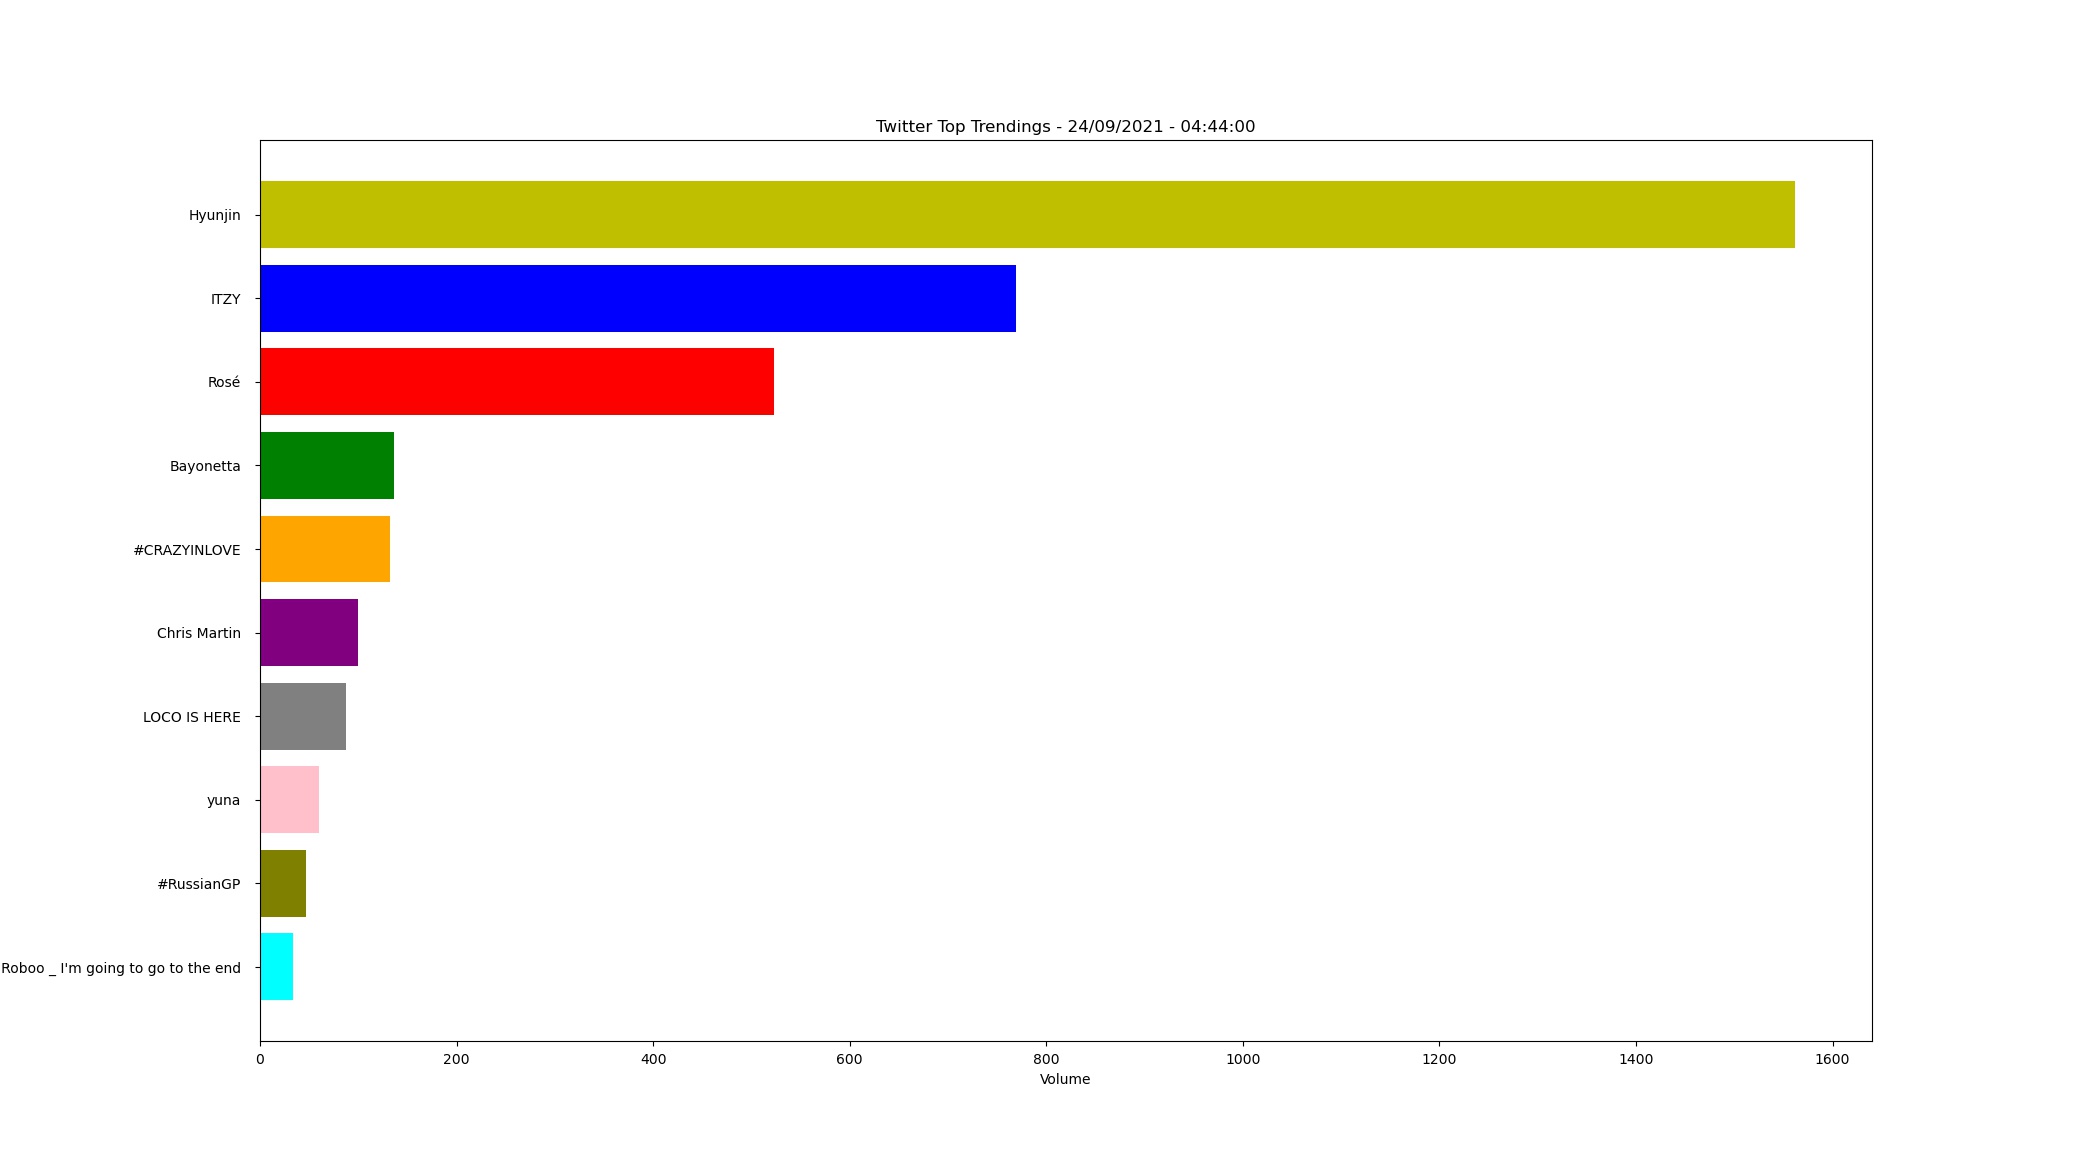 Twitter Top Trendings - 24/09/2021 - 04:44:00
Hyunjin
ITZY
Rosé
Bayonetta
#CRAZYINLOVE
Chris Martin
LOCO IS HERE
yuna
#RussianGP
Roboo _ I'm going to go to the end
0 200 400 600 800 1000 1200 1400 1600
Volume